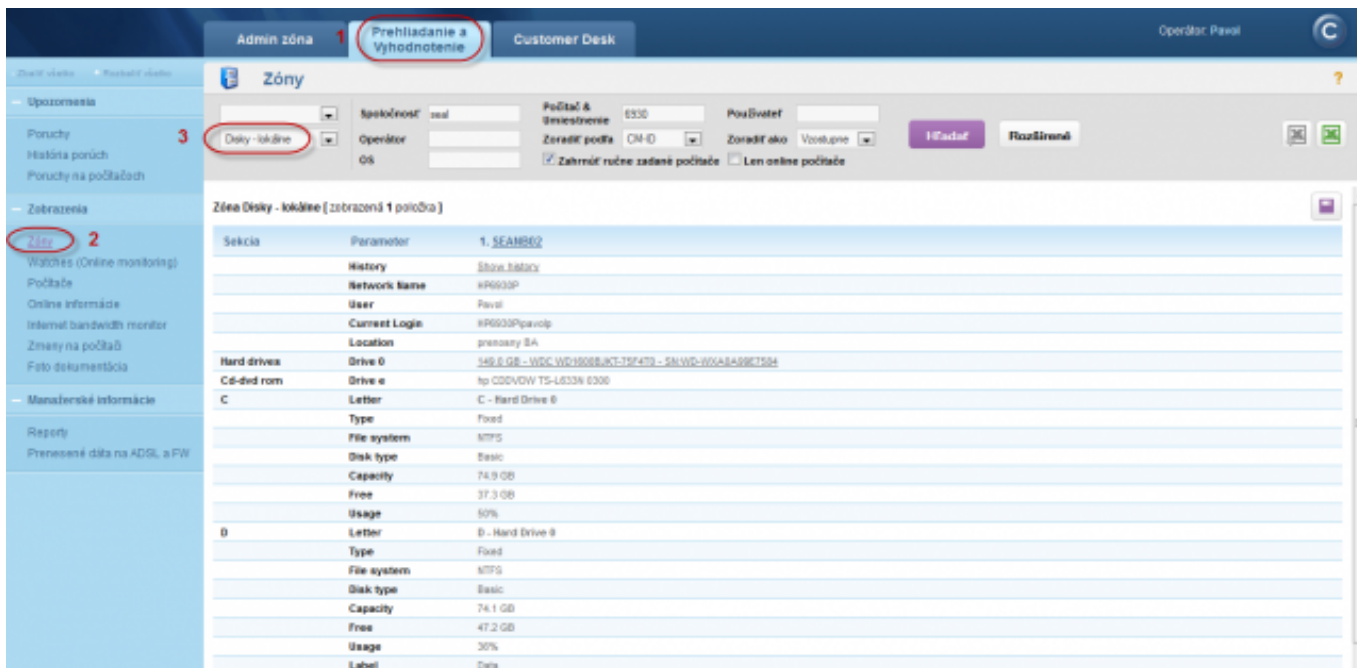 Admin zóna
1
Prehliadanie a
Vyhodnotenie
Customer Desk
Operátor: Pavol
C
Zbaliť všetko
Rozbaliť všetko
Zóny
?
Upozornenia
Poruchy
História porúch
Poruchy na počítačoch
3
Disky - lokálne
Spoločnosť seal
Operátor
OS
Počítač &
Umiestnenie 6930
Zoradiť podľa CM-ID
Používateľ
Zoradiť ako Vzostupne
Zahrnúť ručne zadané počítače
Len online počítače
Hľadať
Rozšírené
Zobrazenia
Zóny
2
Watches (Online monitoring)
Počítače
Online informácie
Internet bandwidth monitor
Zmeny na počítači
Foto dokumentácia
Manažerské informácie
Reporty
Prenesené dáta na ADSL a FW
Zóna Disky - lokálne [ zobrazená 1 položka ]
Sekcia Parameter 1. SEANB02
History Show history
Network Name HP6930P
User Pavol
Current Login HP6930P\pavolp
Location prenosny BA
Hard drives Drive 0 149.0 GB
Cd-dvd rom Drive e hp CDDVDW TS-L633N 0300
C Letter C - Hard Drive 0
Type Fixed
File system NTFS
Disk type Basic
Capacity 74.9 GB
Free 37.3 GB
Usage 50%
D Letter D - Hard Drive 0
Type Fixed
File system NTFS
Disk type Basic
Capacity 74.1 GB
Free 47.2 GB
Usage 36%
Label Data